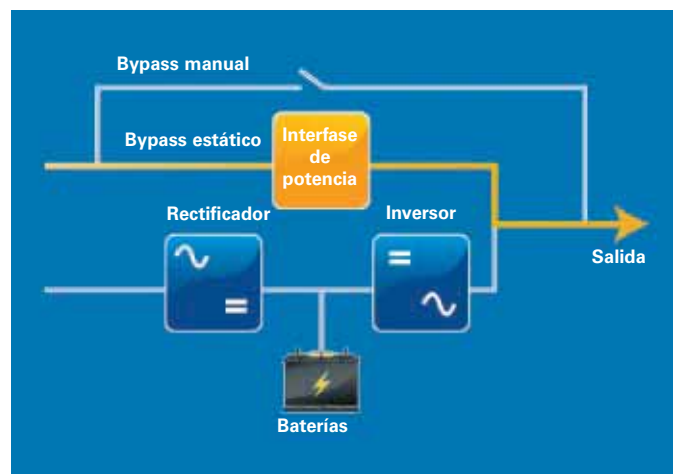 Bypass manual
Bypass estático
Interfase
de
potencia
Rectificador
Inversor
Salida
Baterías